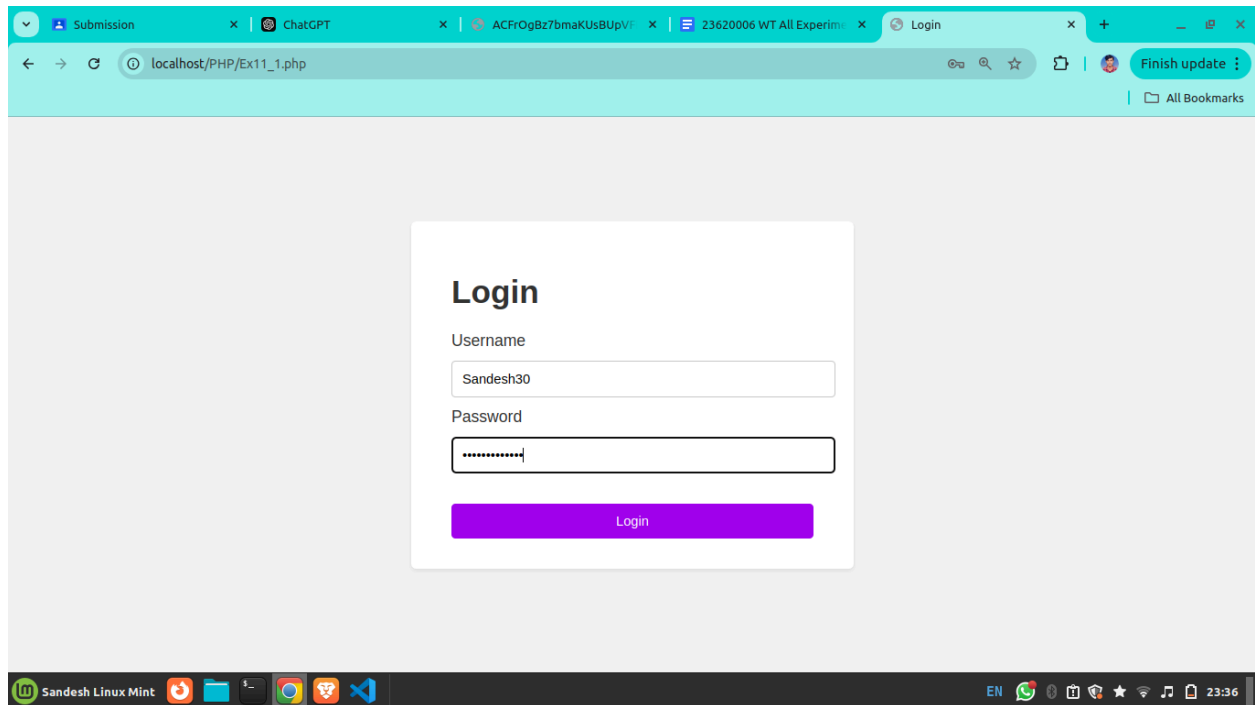 Submission
ChatGPT
ACFrOgBz7bmaKUsBUpVF
23620006 WT All Experime
Login
localhost/PHP/Ex11_1.php
Finish update
All Bookmarks
Login
Username
Sandesh30
Password
•••••••••••••
Login
Sandesh Linux Mint
EN
23:36